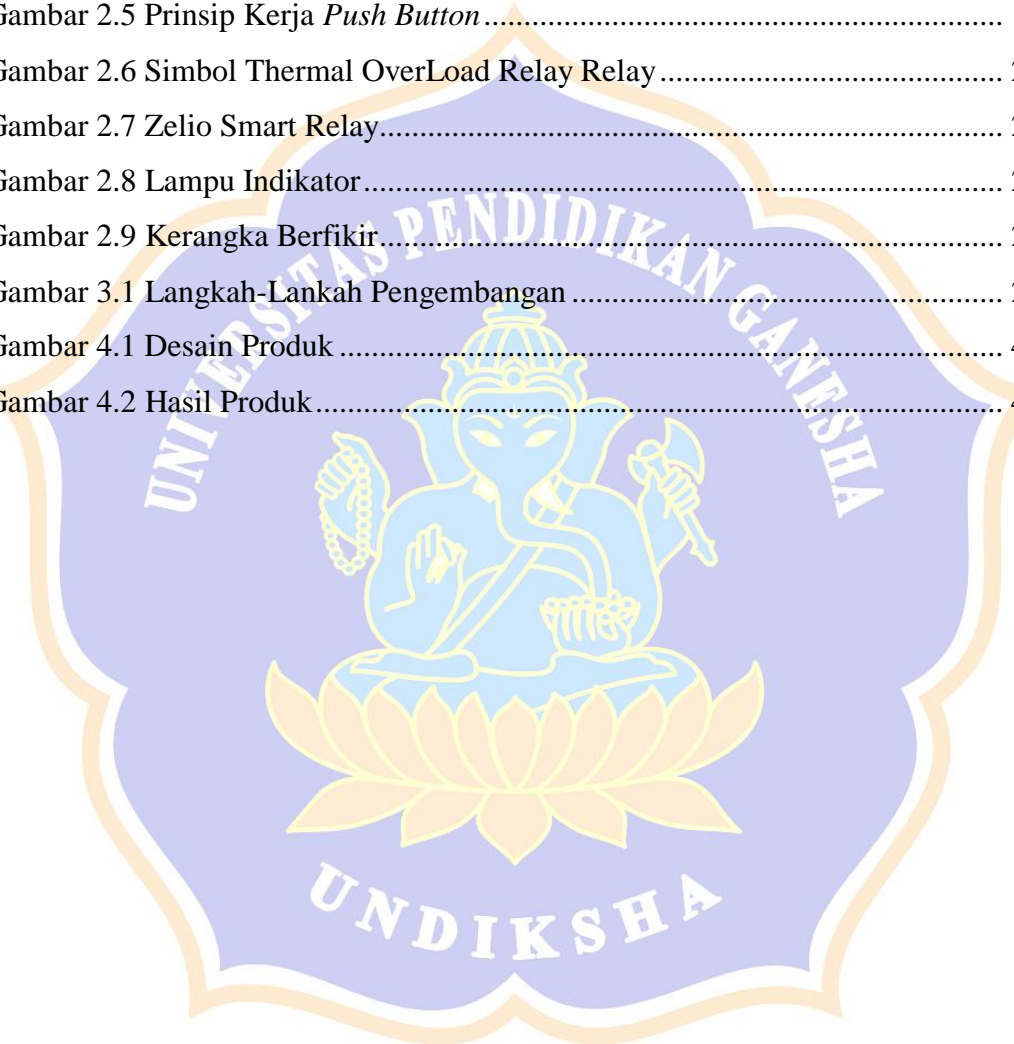 Gambar 2.5 Prinsip Kerja Push Button
Gambar 2.6 Simbol Thermal OverLoad Relay Relay
Gambar 2.7 Zelio Smart Relay
Gambar 2.8 Lampu Indikator
Gambar 2.9 Kerangka Berfikir
Gambar 3.1 Langkah-Lankah Pengembangan
Gambar 4.1 Desain Produk
Gambar 4.2 Hasil Produk
UNIVERSITAS PENDIDIKAN GANESHA
UNDIKSHA